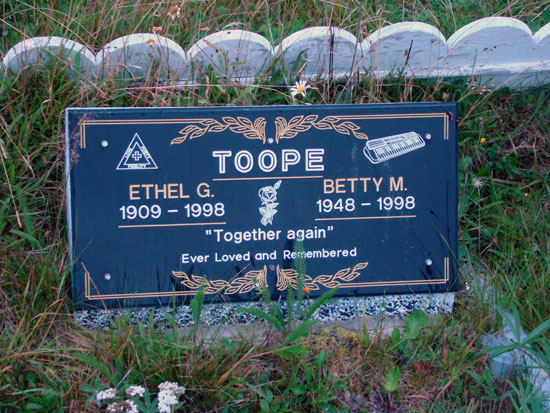 TOOPE
ETHEL G.
1909 - 1998
BETTY M.
1948 - 1998
"Together again"
Ever Loved and Remembered